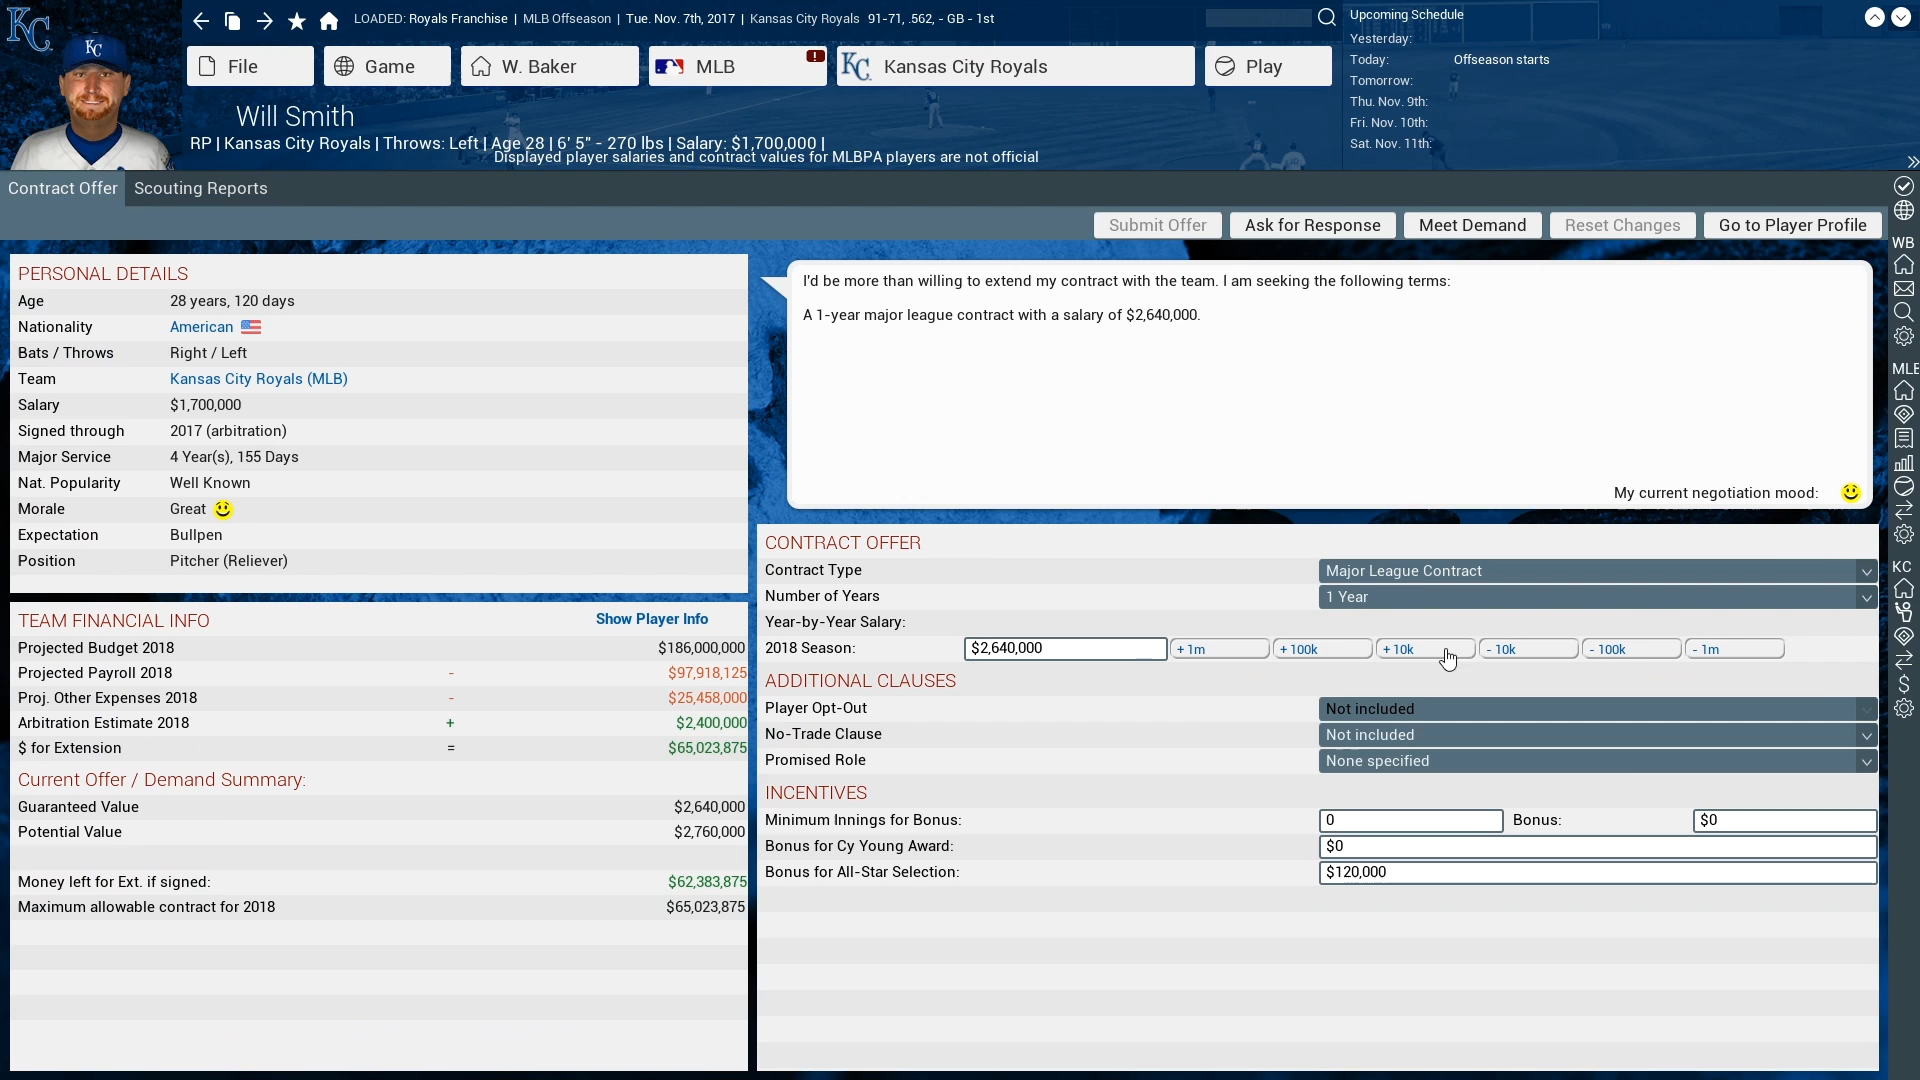 LOADED: Royals Franchise | MLB Offseason | Tue. Nov. 7th, 2017 | Kansas City Royals 91-71, .562, - GB - 1st
Upcoming Schedule
Yesterday:
Today: Offseason starts
Tomorrow:
Thu. Nov. 9th:
Fri. Nov. 10th:
Sat. Nov. 11th:
File
Game
W. Baker
MLB
!
KC
Kansas City Royals
Play
Will Smith
RP | Kansas City Royals | Throws: Left | Age 28 | 6' 5" - 270 lbs | Salary: $1,700,000 |
Displayed player salaries and contract values for MLBPA players are not official
Contract Offer
Scouting Reports
Submit Offer
Ask for Response
Meet Demand
Reset Changes
Go to Player Profile
PERSONAL DETAILS
Age 28 years, 120 days
Nationality American
Bats / Throws Right / Left
Team Kansas City Royals (MLB)
Salary $1,700,000
Signed through 2017 (arbitration)
Major Service 4 Year(s), 155 Days
Nat. Popularity Well Known
Morale Great
Expectation Bullpen
Position Pitcher (Reliever)
TEAM FINANCIAL INFO Show Player Info
Projected Budget 2018 $186,000,000
Projected Payroll 2018 - $97,918,125
Proj. Other Expenses 2018 - $25,458,000
Arbitration Estimate 2018 + $2,400,000
$ for Extension = $65,023,875
Current Offer / Demand Summary:
Guaranteed Value $2,640,000
Potential Value $2,760,000
Money left for Ext. if signed: $62,383,875
Maximum allowable contract for 2018 $65,023,875
I'd be more than willing to extend my contract with the team. I am seeking the following terms:
A 1-year major league contract with a salary of $2,640,000.
My current negotiation mood:
CONTRACT OFFER
Contract Type Major League Contract
Number of Years 1 Year
Year-by-Year Salary:
2018 Season: $2,640,000 + 1m + 100k + 10k - 10k - 100k - 1m
ADDITIONAL CLAUSES
Player Opt-Out Not included
No-Trade Clause Not included
Promised Role None specified
INCENTIVES
Minimum Innings for Bonus: 0 Bonus: $0
Bonus for Cy Young Award: $0
Bonus for All-Star Selection: $120,000
WB
MLB
KC